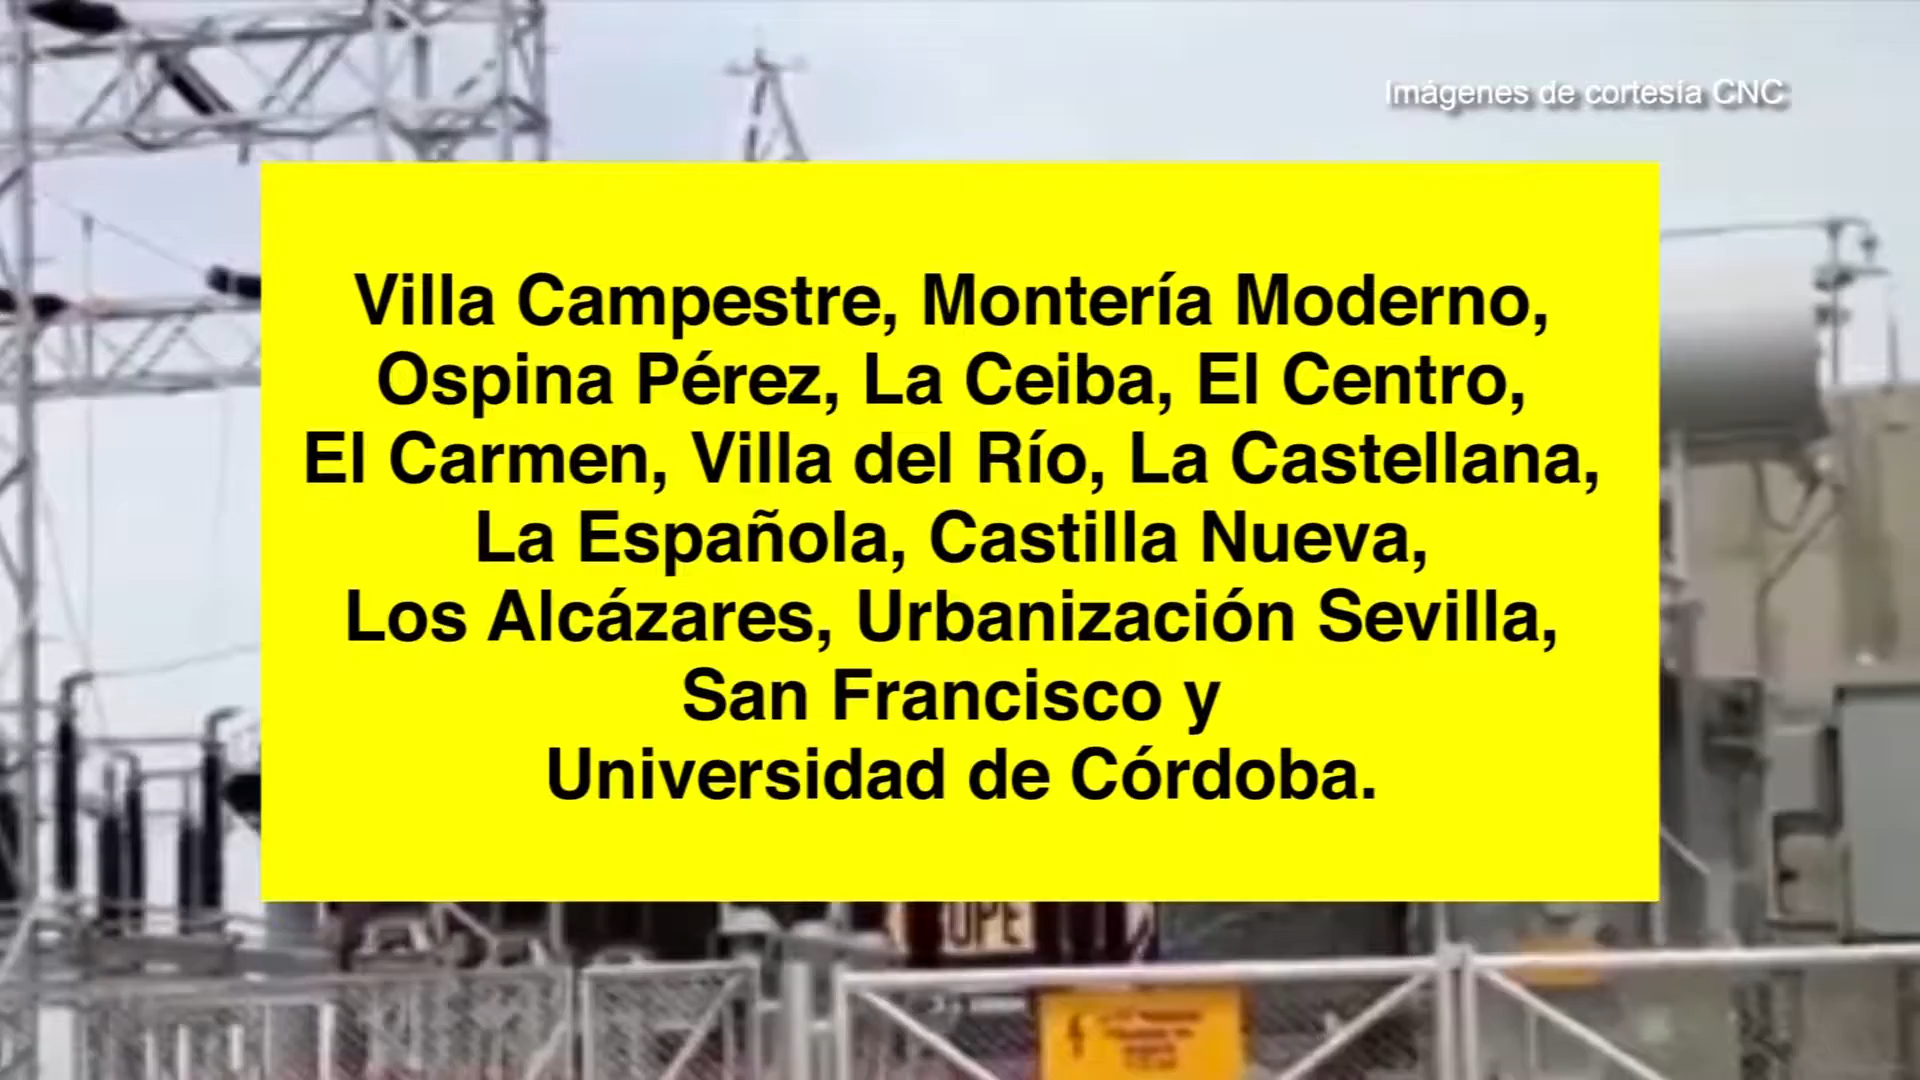 Imágenes de cortesía CNC
Villa Campestre, Montería Moderno,
Ospina Pérez, La Ceiba, El Centro,
El Carmen, Villa del Río, La Castellana,
La Española, Castilla Nueva,
Los Alcázares, Urbanización Sevilla,
San Francisco y
Universidad de Córdoba.